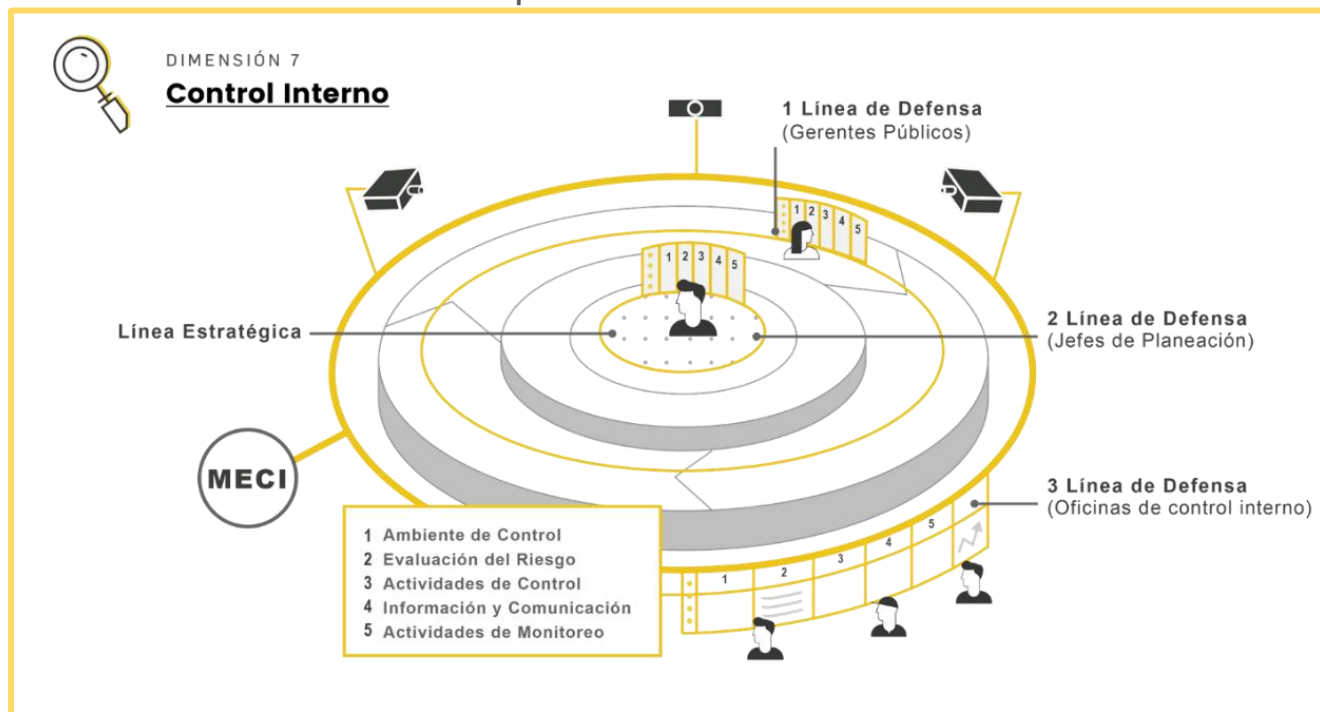 DIMENSIÓN 7
Control Interno
1 Línea de Defensa
(Gerentes Públicos)
1 2 3 4 5
1 2 3 4 5
Línea Estratégica
2 Línea de Defensa
(Jefes de Planeación)
MECI
3 Línea de Defensa
(Oficinas de control interno)
1 Ambiente de Control
2 Evaluación del Riesgo
3 Actividades de Control
4 Información y Comunicación
5 Actividades de Monitoreo
1 2 3 4 5